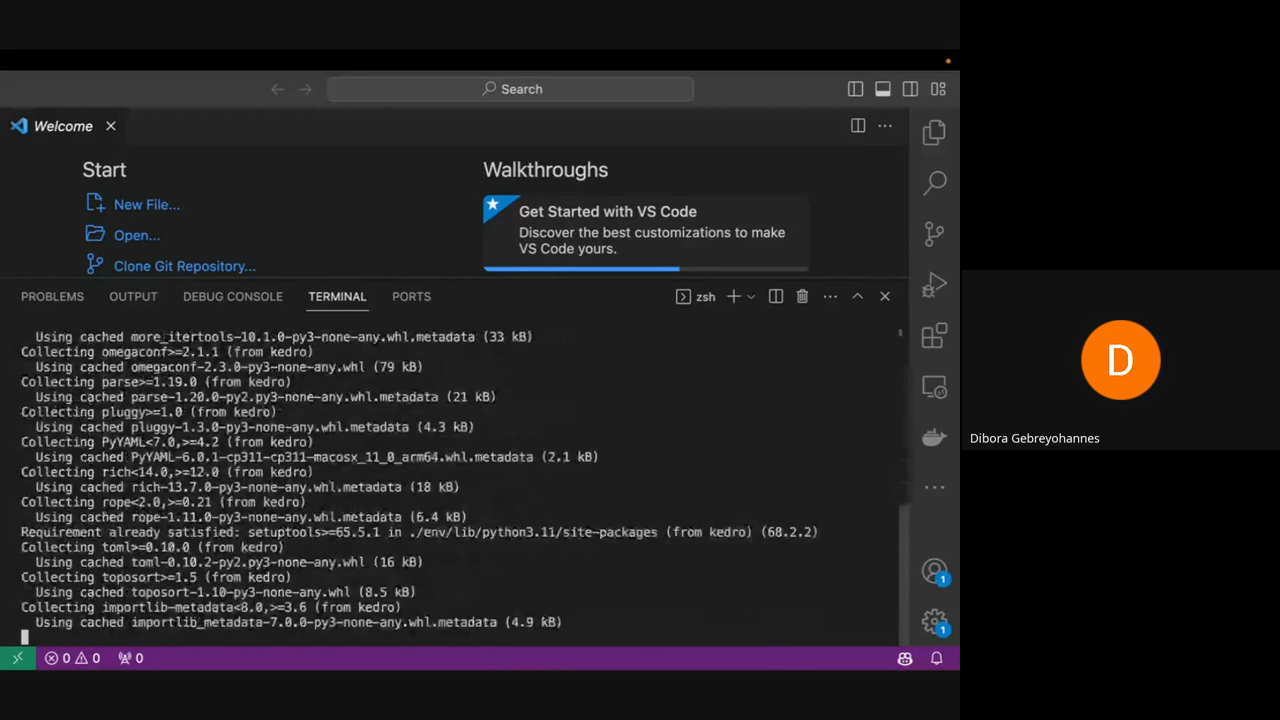 Search
Welcome
Start
Walkthroughs
New File...
Open...
Clone Git Repository...
Get Started with VS Code
Discover the best customizations to make
VS Code yours.
PROBLEMS OUTPUT DEBUG CONSOLE TERMINAL PORTS
zsh
Using cached more_itertools-10.1.0-py3-none-any.whl.metadata (33 kB)
Collecting omegaconf>=2.1.1 (from kedro)
Using cached omegaconf-2.3.0-py3-none-any.whl (79 kB)
Collecting parse>=1.19.0 (from kedro)
Using cached parse-1.20.0-py2.py3-none-any.whl.metadata (21 kB)
Collecting pluggy>=1.0 (from kedro)
Using cached pluggy-1.3.0-py3-none-any.whl.metadata (4.3 kB)
Collecting PyYAML<7.0,>=4.2 (from kedro)
Using cached PyYAML-6.0.1-cp311-cp311-macosx_11_0_arm64.whl.metadata (2.1 kB)
Collecting rich<14.0,>=12.0 (from kedro)
Using cached rich-13.7.0-py3-none-any.whl.metadata (18 kB)
Collecting rope<2.0,>=0.21 (from kedro)
Using cached rope-1.11.0-py3-none-any.whl.metadata (6.4 kB)
Requirement already satisfied: setuptools>=65.5.1 in ./env/lib/python3.11/site-packages (from kedro) (68.2.2)
Collecting toml>=0.10.0 (from kedro)
Using cached toml-0.10.2-py2.py3-none-any.whl (16 kB)
Collecting toposort>=1.5 (from kedro)
Using cached toposort-1.10-py3-none-any.whl (8.5 kB)
Collecting importlib-metadata<8.0,>=3.6 (from kedro)
Using cached importlib_metadata-7.0.0-py3-none-any.whl.metadata (4.9 kB)
1
1
0 0 0
D
Dibora Gebreyohannes